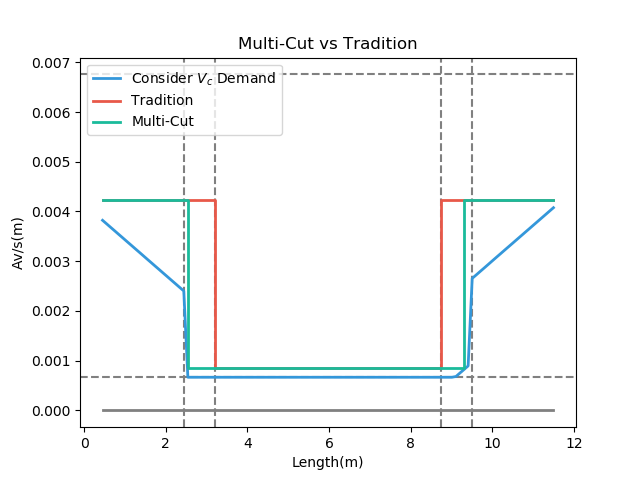 Multi-Cut vs Tradition
Consider Vc Demand
Tradition
Multi-Cut
Av/s(m)
0.007
0.006
0.005
0.004
0.003
0.002
0.001
0.000
0 2 4 6 8 10 12
Length(m)